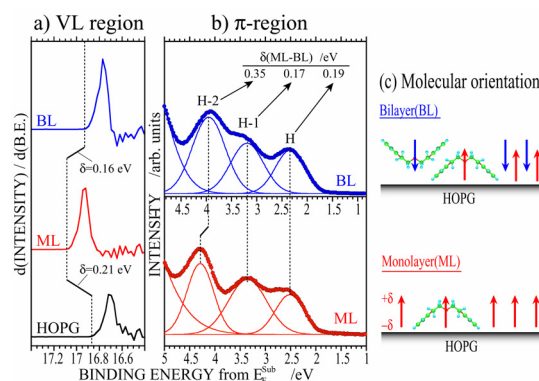 a) VL region
b) π-region
δ(ML-BL) /eV
0.35 0.17 0.19
H-2
H-1
H
BL
BL
δ=0.16 eV
ML
δ=0.21 eV
HOPG
d(INTENSITY) / d(B.E.)
INTENSITY /arb. units
5 4.5 4 3.5 3 2.5 2 1.5 1
ML
17.2 16.8 16.4
5 4.5 4 3.5 3 2.5 2 1.5 1
BINDING ENERGY from E_F^Sub /eV
(c) Molecular orientation
Bilayer(BL)
HOPG
Monolayer(ML)
+δ
−δ
HOPG